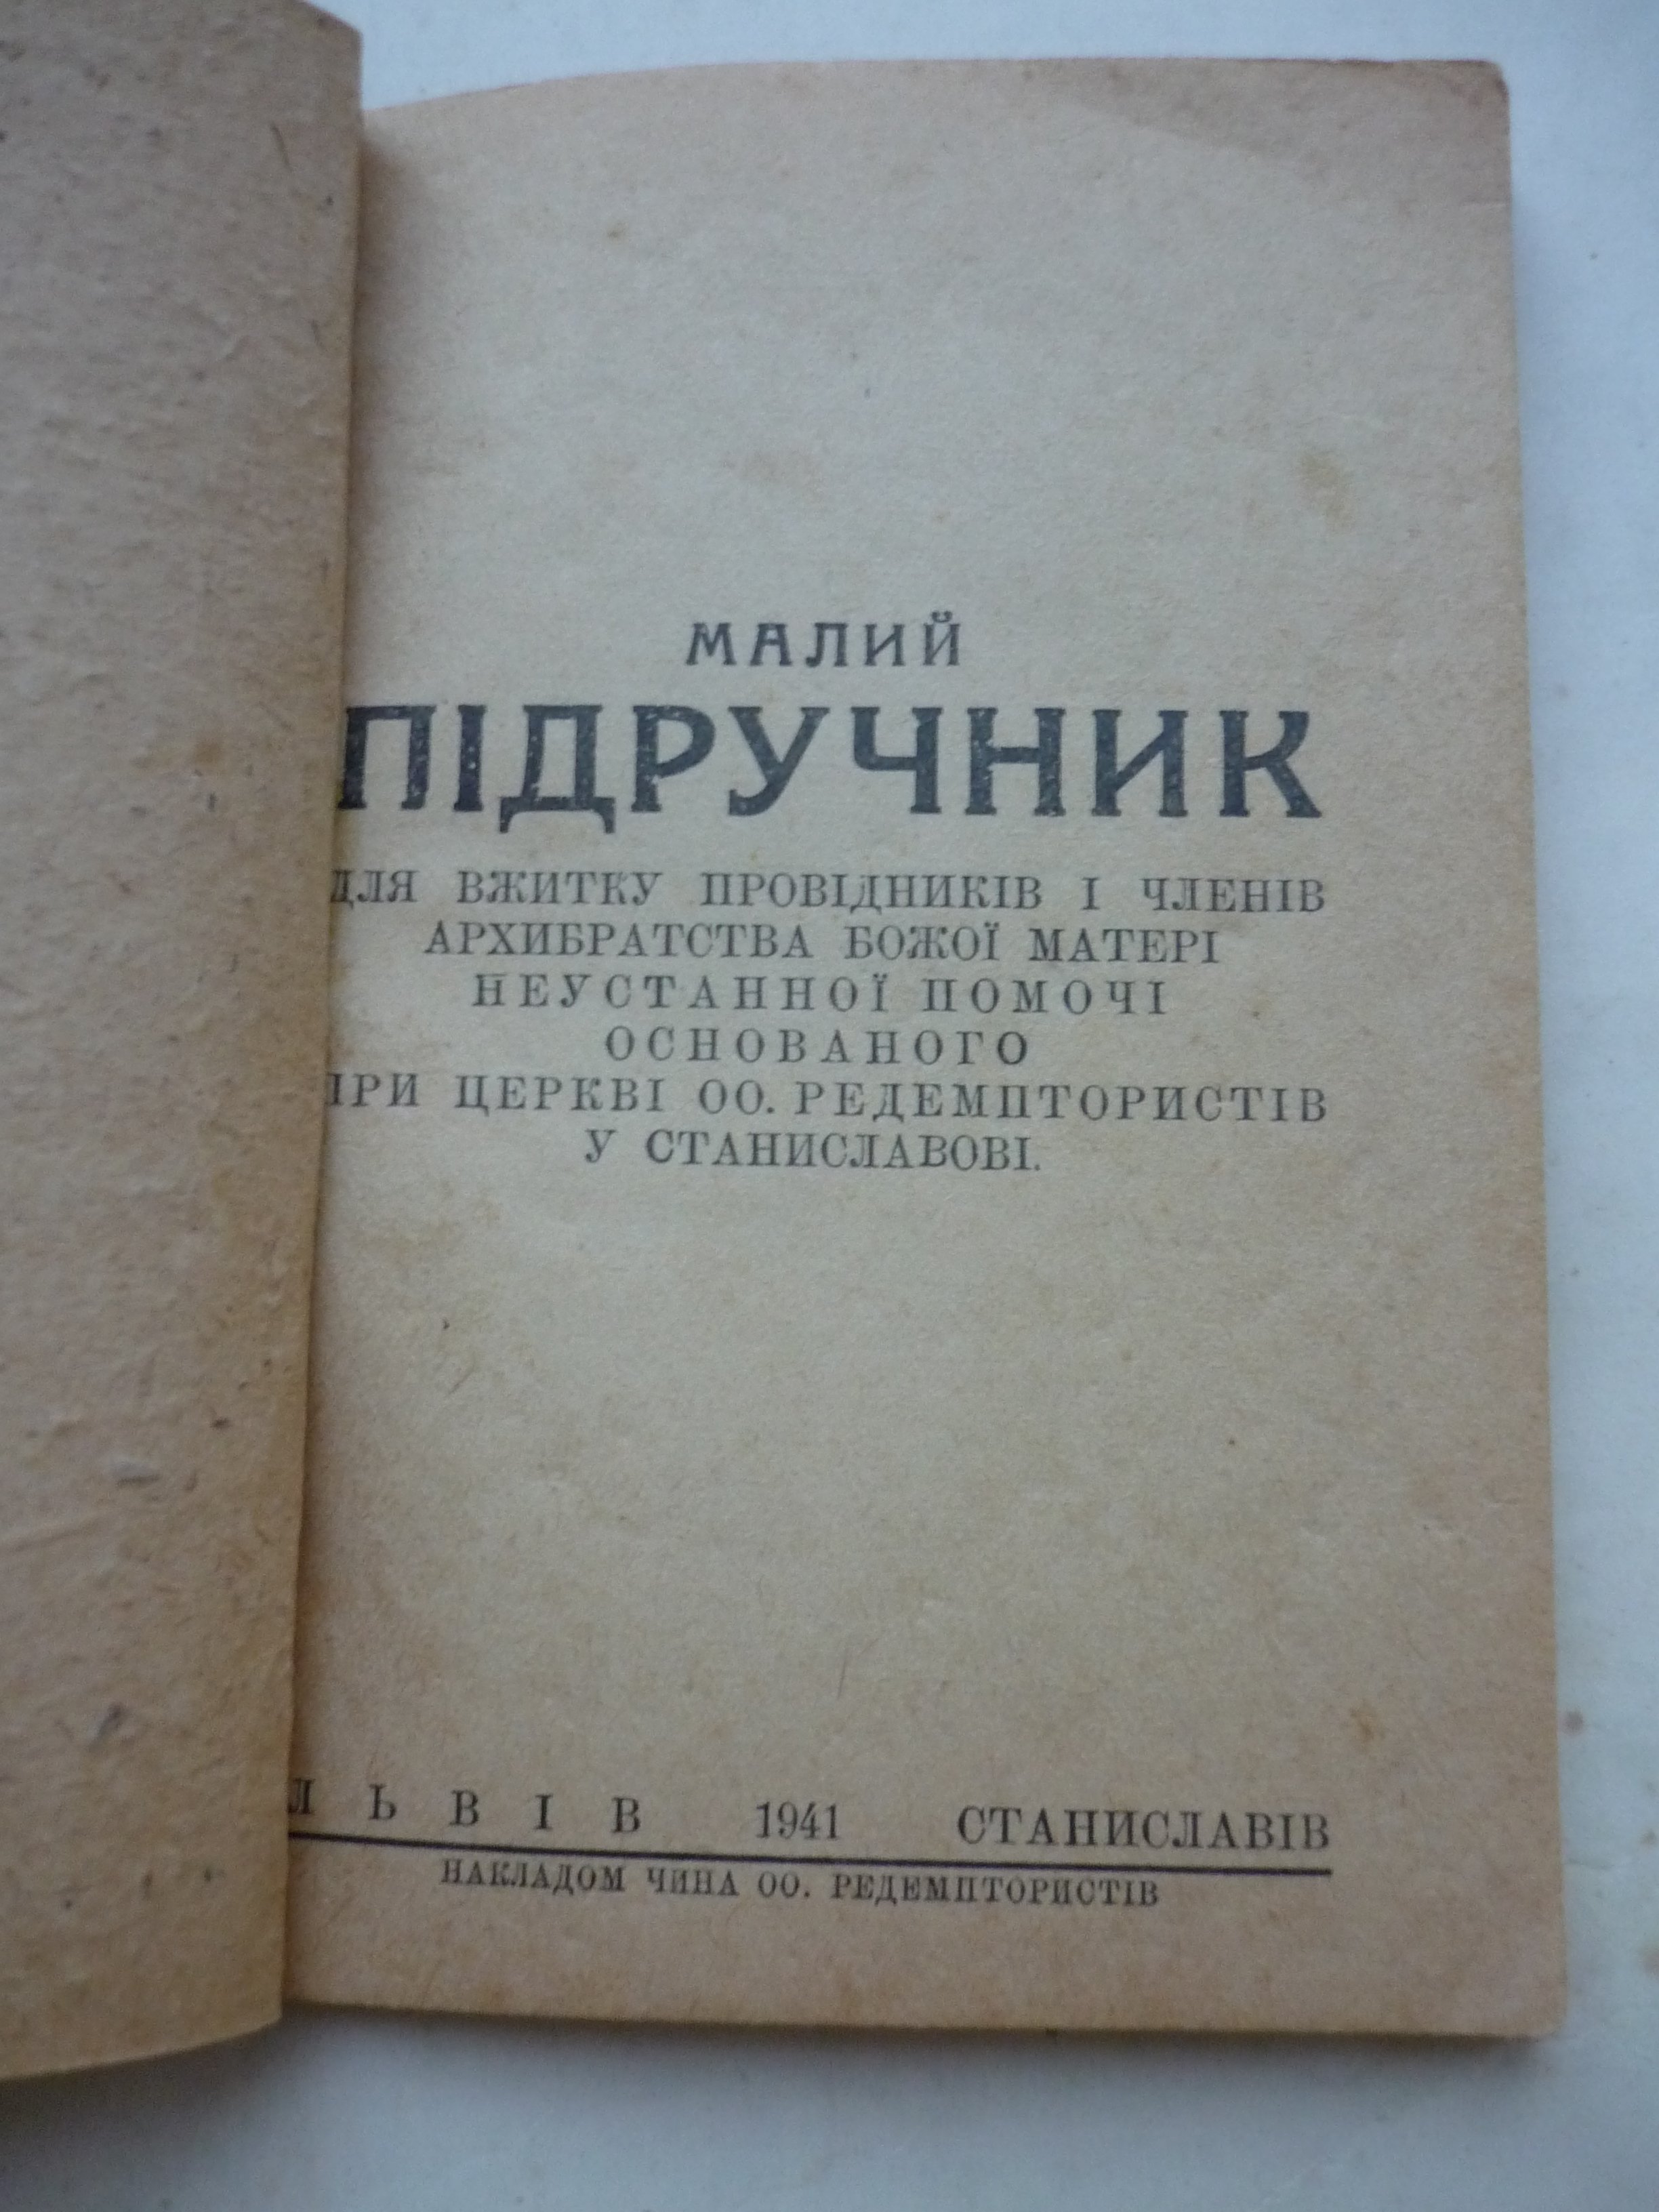 МАЛИЙ
ПІДРУЧНИК
ДЛЯ ВЖИТКУ ПРОВІДНИКІВ І ЧЛЕНІВ
АРХИБРАТСТВА БОЖОЇ МАТЕРІ
НЕУСТАННОЇ ПОМОЧІ
ОСНОВАНОГО
ПРИ ЦЕРКВІ ОО. РЕДЕМПТОРИСТІВ
У СТАНИСЛАВОВІ.
ЛЬВІВ 1941 СТАНИСЛАВІВ
НАКЛАДОМ ЧИНА ОО. РЕДЕМПТОРИСТІВ